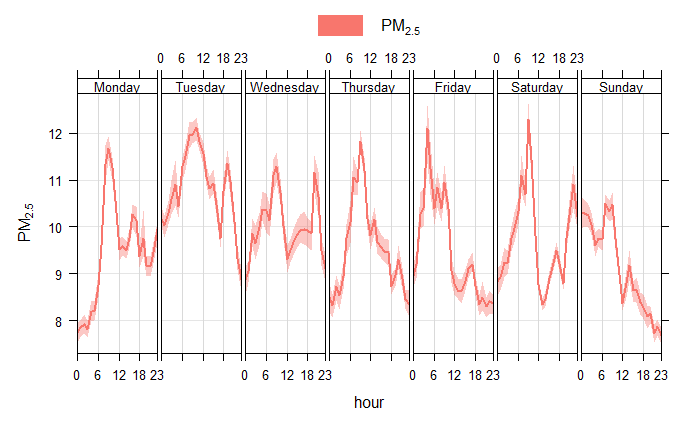 PM2.5
0 6 12 18 23 0 6 12 18 23 0 6 12 18 23
Monday Tuesday Wednesday Thursday Friday Saturday Sunday
12
11
10
9
8
PM2.5
0 6 12 18 23 0 6 12 18 23 0 6 12 18 23 0 6 12 18 23
hour